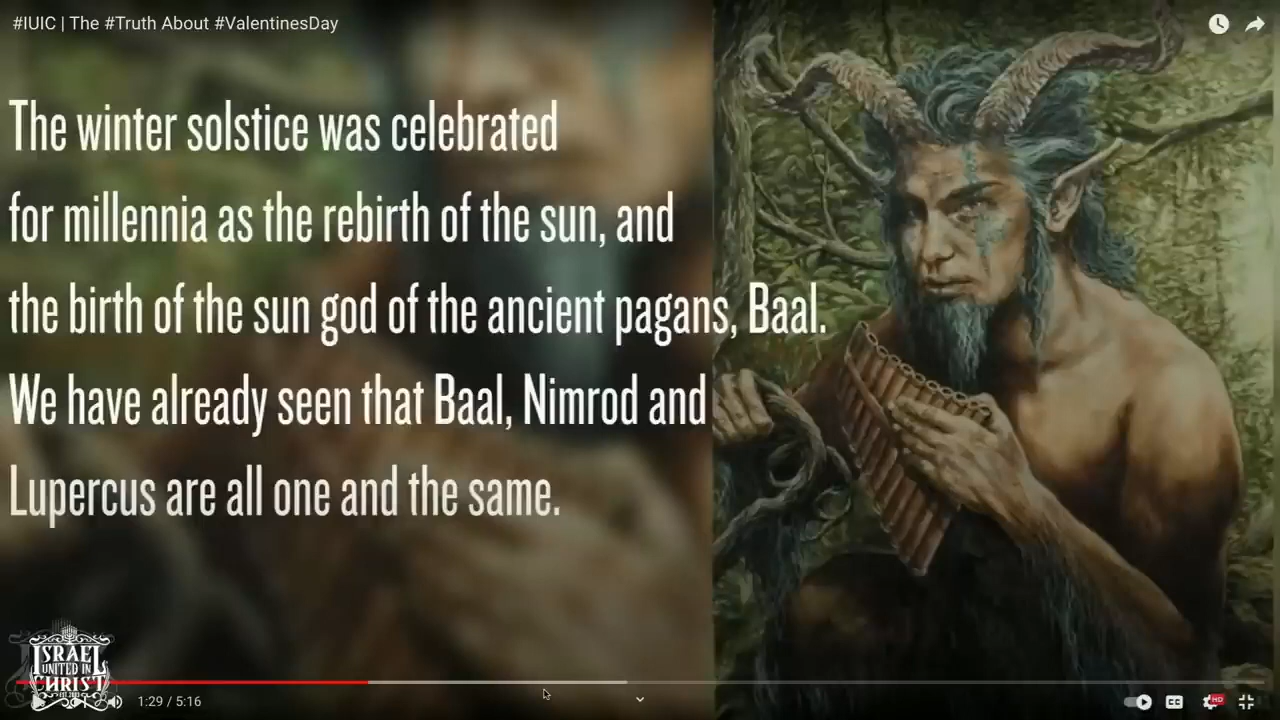 #IUIC | The #Truth About #ValentinesDay
The winter solstice was celebrated
for millennia as the rebirth of the sun, and
the birth of the sun god of the ancient pagans, Baal.
We have already seen that Baal, Nimrod and
Lupercus are all one and the same.
ISRAEL
UNITED IN
CHRIST
1:29 / 5:16
CC
HD